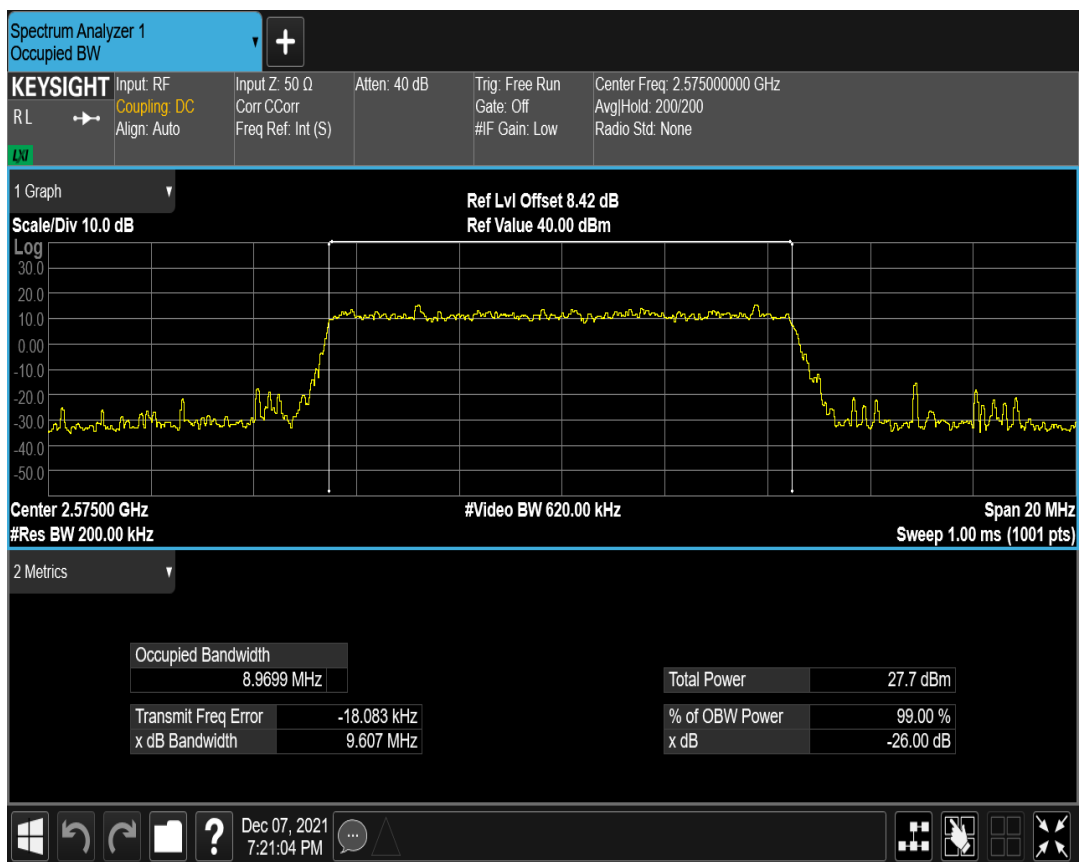 Spectrum Analyzer 1
Occupied BW
+
KEYSIGHT
RL
LXI
Input: RF
Coupling: DC
Align: Auto
Input Z: 50 Ω
Corr CCorr
Freq Ref: Int (S)
Atten: 40 dB
Trig: Free Run
Gate: Off
#IF Gain: Low
Center Freq: 2.575000000 GHz
Avg|Hold: 200/200
Radio Std: None
1 Graph
Scale/Div 10.0 dB
Ref Lvl Offset 8.42 dB
Ref Value 40.00 dBm
Log
30.0
20.0
10.0
0.00
-10.0
-20.0
-30.0
-40.0
-50.0
Center 2.57500 GHz
#Video BW 620.00 kHz
Span 20 MHz
#Res BW 200.00 kHz
Sweep 1.00 ms (1001 pts)
2 Metrics
Occupied Bandwidth
8.9699 MHz
Total Power 27.7 dBm
Transmit Freq Error -18.083 kHz
% of OBW Power 99.00 %
x dB Bandwidth 9.607 MHz
x dB -26.00 dB
?
Dec 07, 2021
7:21:04 PM